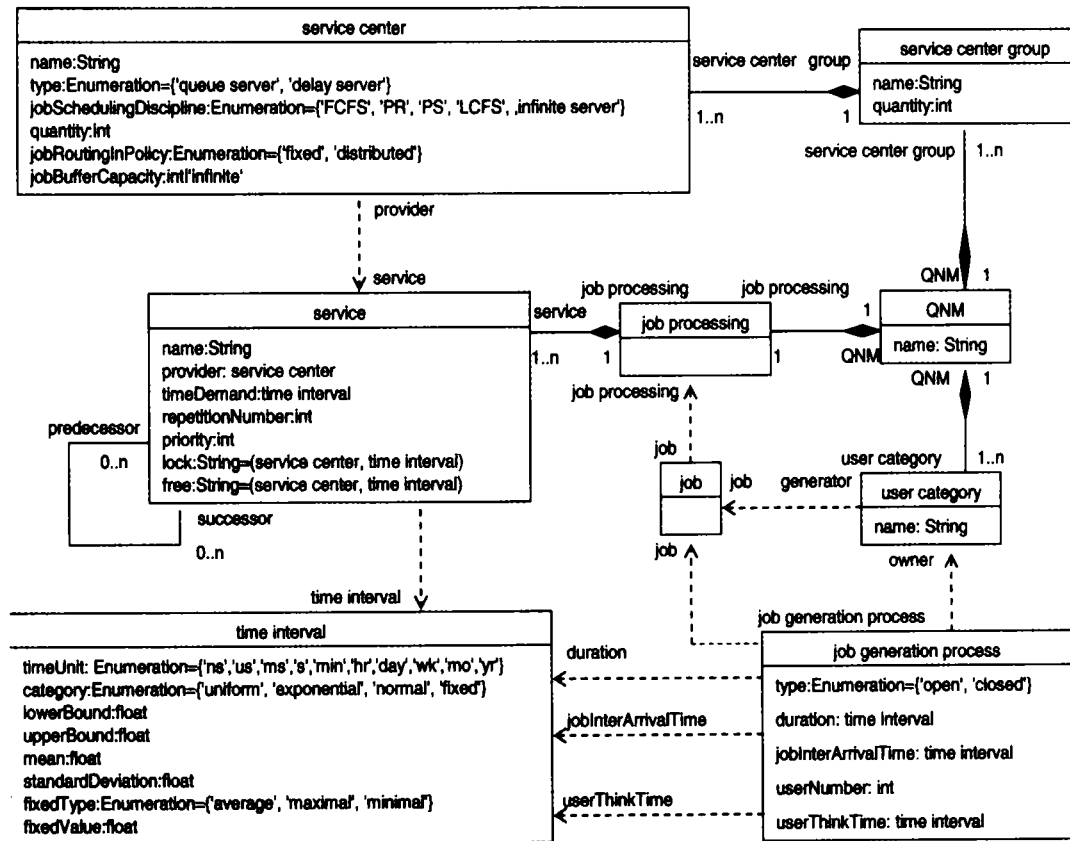 service center
name:String
type:Enumeration={'queue server', 'delay server'}
jobSchedulingDiscipline:Enumeration={'FCFS', 'PR', 'PS', 'LCFS', ,infinite server'}
quantity:int
jobRoutingInPolicy:Enumeration={'fixed', 'distributed'}
jobBufferCapacity:int|'infinite'
service center group
1..n 1
service center group
name:String
quantity:int
service center group 1..n
provider
service
QNM 1
QNM
name: String
service
name:String
provider: service center
timeDemand:time interval
repetitionNumber:int
priority:int
lock:String=(service center, time interval)
free:String=(service center, time interval)
service
1..n
job processing
1
job processing
job processing
1
1
QNM
QNM 1
job processing
predecessor
0..n
successor
0..n
job
job
job generator
job
user category
1..n
user category
name: String
owner
time interval
time interval
timeUnit: Enumeration={'ns','us','ms','s','min','hr','day','wk','mo','yr'}
category:Enumeration={'uniform', 'exponential', 'normal', 'fixed'}
lowerBound:float
upperBound:float
mean:float
standardDeviation:float
fixedType:Enumeration={'average', 'maximal', 'minimal'}
fixedValue:float
duration
jobInterArrivalTime
userThinkTime
job generation process
job generation process
type:Enumeration={'open', 'closed'}
duration: time interval
jobInterArrivalTime: time interval
userNumber: int
userThinkTime: time interval